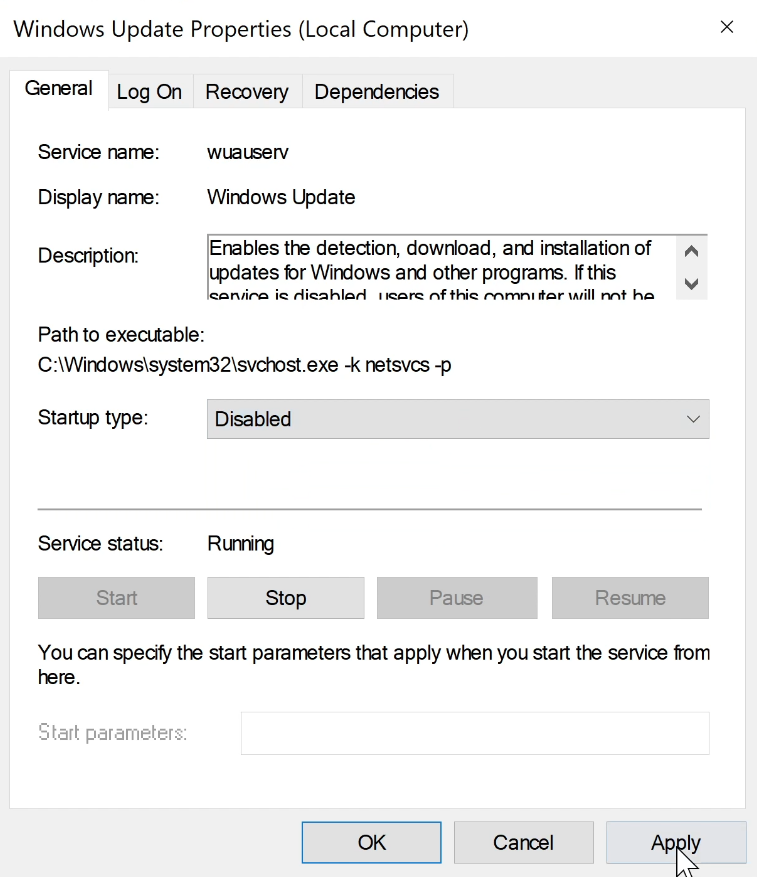 Windows Update Properties (Local Computer)
General
Log On
Recovery
Dependencies
Service name: wuauserv
Display name: Windows Update
Description: Enables the detection, download, and installation of
updates for Windows and other programs. If this
service is disabled, users of this computer will not be
Path to executable:
C:\Windows\system32\svchost.exe -k netsvcs -p
Startup type: Disabled
Service status: Running
Start
Stop
Pause
Resume
You can specify the start parameters that apply when you start the service from
here.
Start parameters:
OK
Cancel
Apply